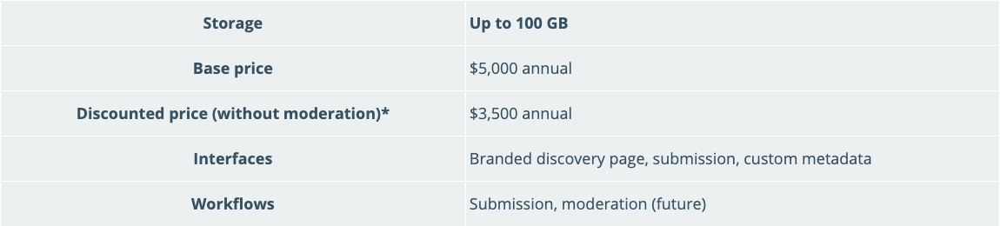 Storage Up to 100 GB
Base price $5,000 annual
Discounted price (without moderation)* $3,500 annual
Interfaces Branded discovery page, submission, custom metadata
Workflows Submission, moderation (future)